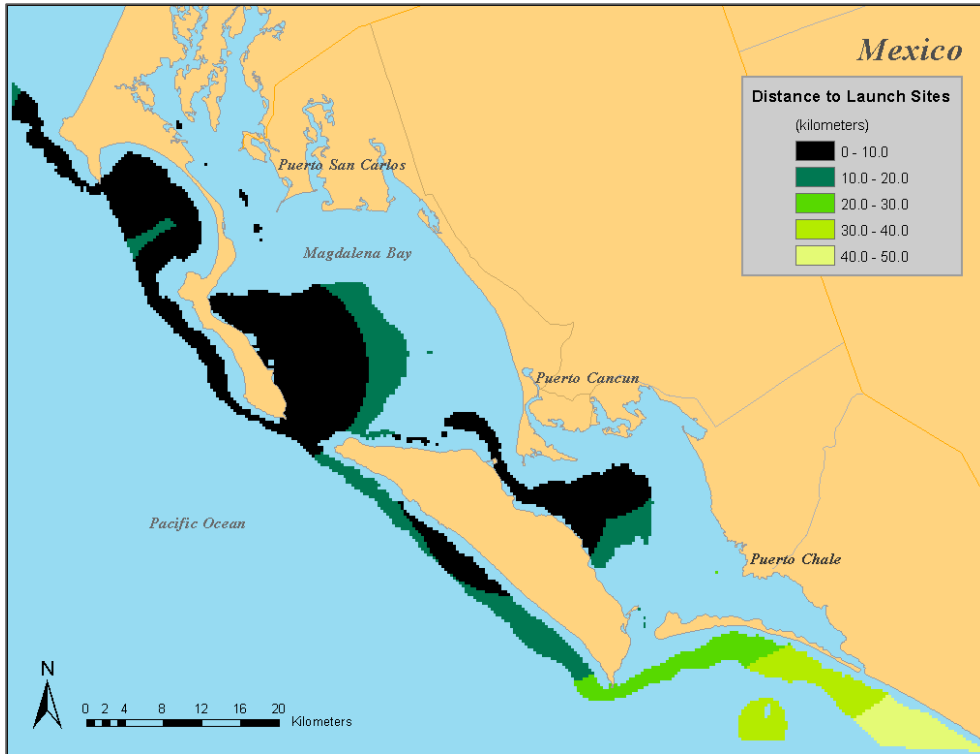 Mexico
Distance to Launch Sites
(kilometers)
0 - 10.0
10.0 - 20.0
20.0 - 30.0
30.0 - 40.0
40.0 - 50.0
Puerto San Carlos
Magdalena Bay
Puerto Cancun
Pacific Ocean
Puerto Chale
N
0 2 4 8 12 16 20
Kilometers